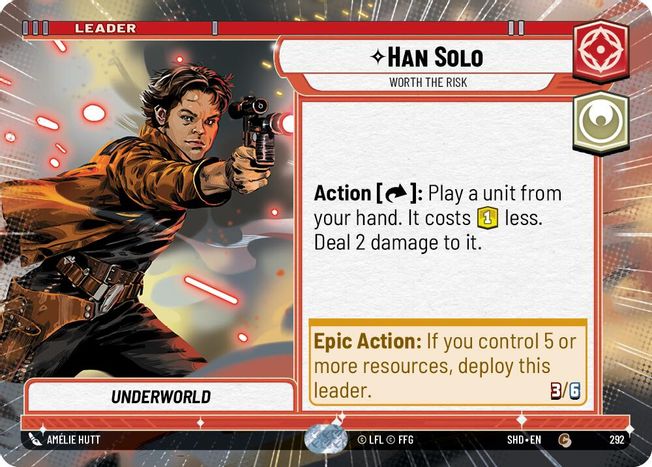 LEADER
✧HAN SOLO
WORTH THE RISK
Action [↷]: Play a unit from
your hand. It costs 1 less.
Deal 2 damage to it.
Epic Action: If you control 5 or
more resources, deploy this
leader.
3/6
UNDERWORLD
AMÉLIE HUTT
© LFL © FFG
SHD • EN
C
292